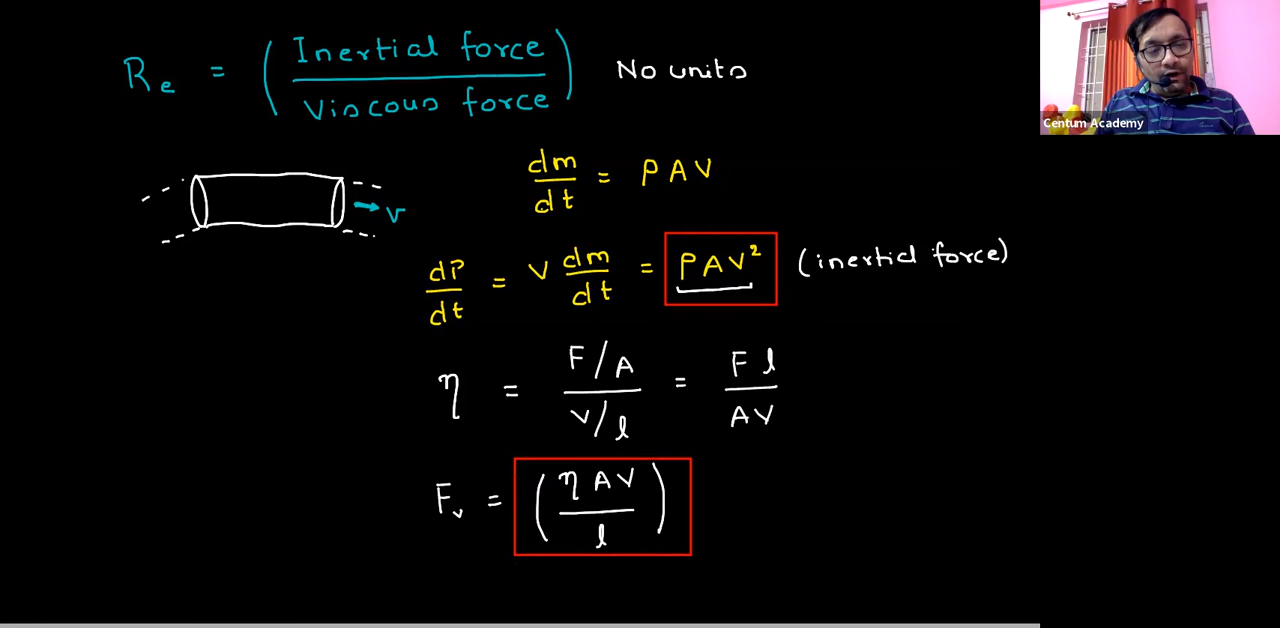 Re = (Inertial force / Viscous force) No units
Centum Academy
dm/dt = ρAV
v
dP/dt = v dm/dt = ρAV² (inertial force)
η = F/A / v/l = Fl / AV
Fv = (ηAV / l)